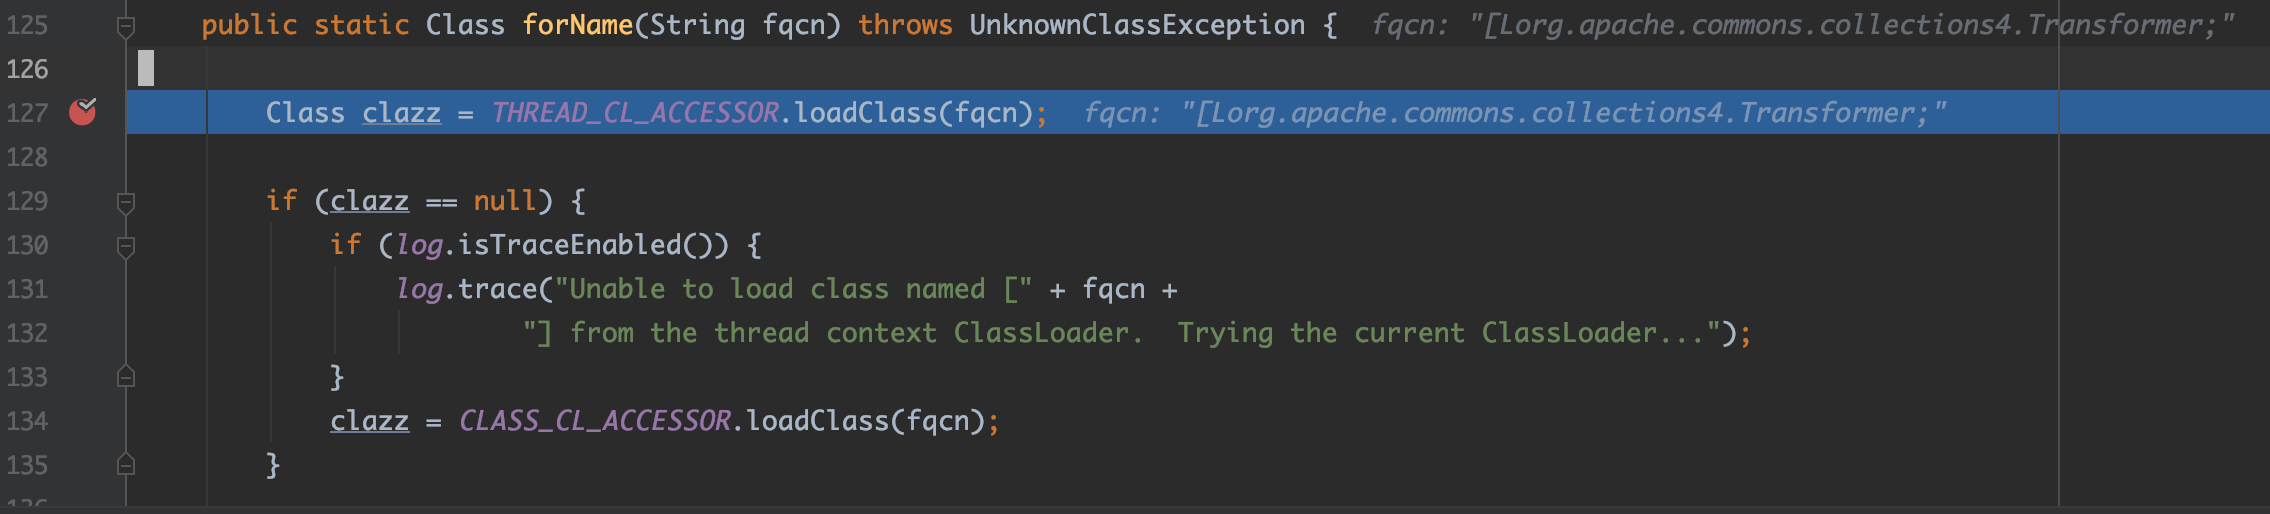 125 public static Class forName(String fqcn) throws UnknownClassException { fqcn: "[Lorg.apache.commons.collections4.Transformer;"
126
127 Class clazz = THREAD_CL_ACCESSOR.loadClass(fqcn); fqcn: "[Lorg.apache.commons.collections4.Transformer;"
128
129 if (clazz == null) {
130 if (log.isTraceEnabled()) {
131 log.trace("Unable to load class named [" + fqcn +
132 "] from the thread context ClassLoader.  Trying the current ClassLoader...");
133 }
134 clazz = CLASS_CL_ACCESSOR.loadClass(fqcn);
135 }